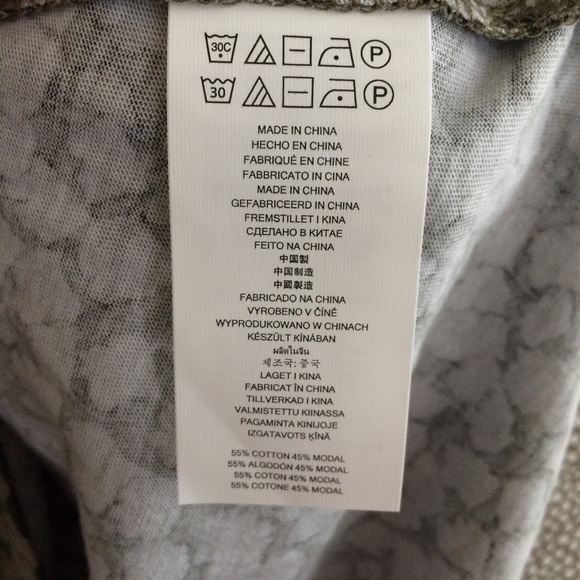 30C P
30 P
MADE IN CHINA
HECHO EN CHINA
FABRIQUÉ EN CHINE
FABBRICATO IN CINA
MADE IN CHINA
GEFABRICEERD IN CHINA
FREMSTILLET I KINA
СДЕЛАНО В КИТАЕ
FEITO NA CHINA
中国製
中国制造
中國製造
FABRICADO NA CHINA
VYROBENO V ČÍNĚ
WYPRODUKOWANO W CHINACH
KÉSZÜLT KÍNÁBAN
ผลิตในจีน
제조국: 중국
LAGET I KINA
FABRICAT ÎN CHINA
TILLVERKAD I KINA
VALMISTETTU KIINASSA
PAGAMINTA KINIJOJE
IZGATAVOTS ĶĪNĀ
55% COTTON 45% MODAL
55% ALGODÓN 45% MODAL
55% COTON 45% MODAL
55% COTONE 45% MODAL